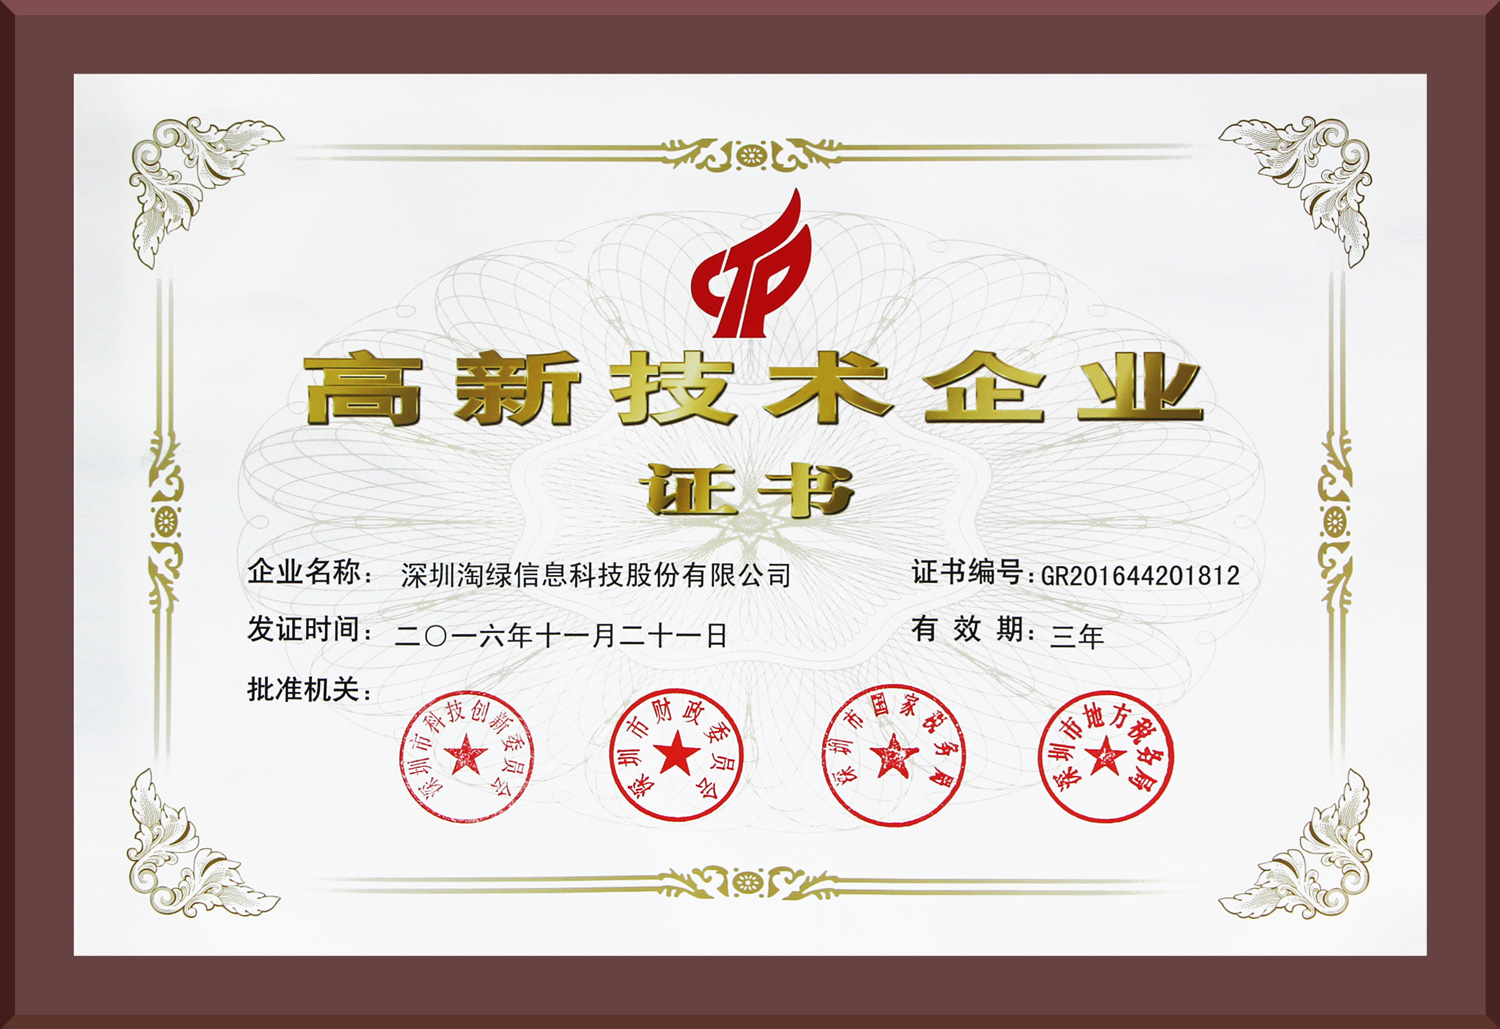 高新技术企业
证书
企业名称： 深圳淘绿信息科技股份有限公司
证书编号：GR201644201812
发证时间： 二〇一六年十一月二十一日
有 效 期： 三年
批准机关：
深圳市科技创新委员会
深圳市财政委员会
深圳市国家税务局
深圳市地方税务局